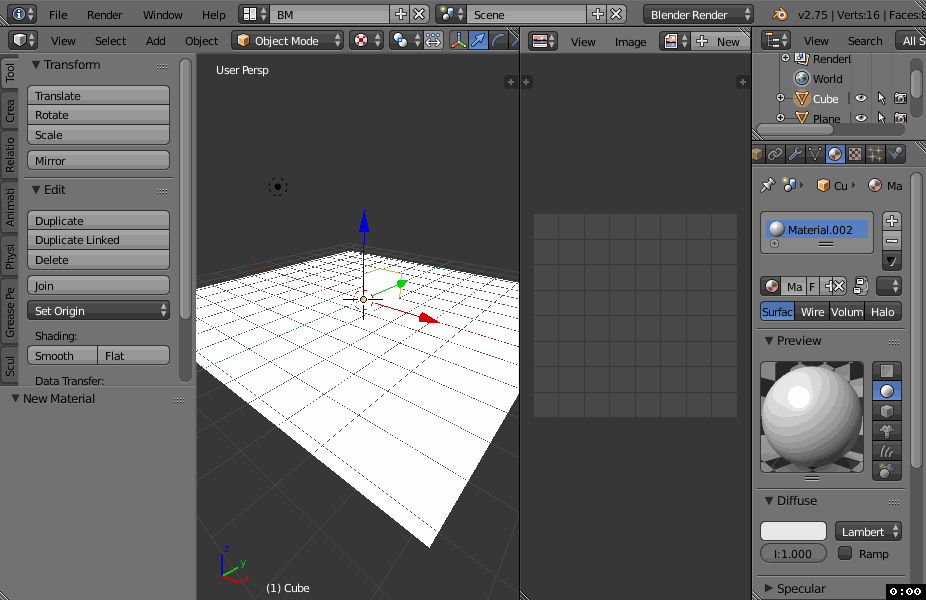 File Render Window Help BM Scene Blender Render v2.75 | Verts:16 | Faces:8
View Select Add Object Object Mode View Image New View Search All S
Tool
Crea
Relatio
Animati
Physi
Grease Pe
Scul
Transform
Translate
Rotate
Scale
Mirror
Edit
Duplicate
Duplicate Linked
Delete
Join
Set Origin
Shading:
Smooth Flat
Data Transfer:
New Material
User Persp
z
y
x
(1) Cube
RenderL
World
Cube
Plane
Cu Ma
Material.002
Ma F
Surfac Wire Volum Halo
Preview
Diffuse
Lambert
I:1.000 Ramp
Specular
0:00